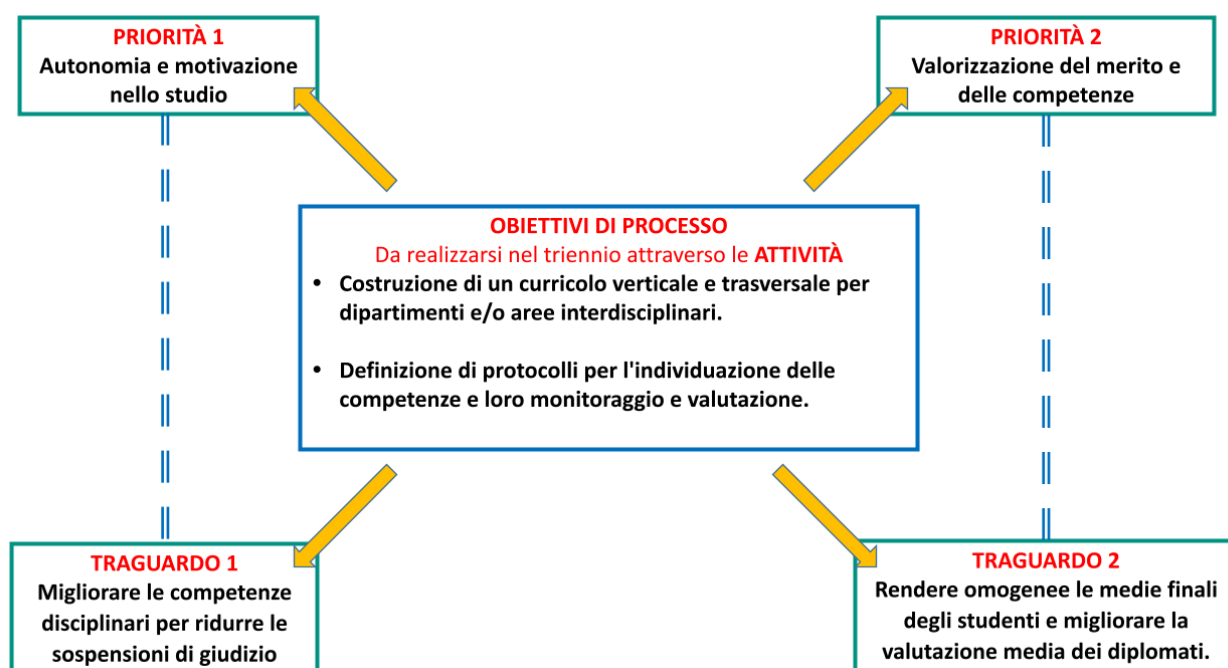 PRIORITÀ 1
Autonomia e motivazione
nello studio
PRIORITÀ 2
Valorizzazione del merito e
delle competenze
OBIETTIVI DI PROCESSO
Da realizzarsi nel triennio attraverso le ATTIVITÀ
• Costruzione di un curricolo verticale e trasversale per
dipartimenti e/o aree interdisciplinari.
• Definizione di protocolli per l'individuazione delle
competenze e loro monitoraggio e valutazione.
TRAGUARDO 1
Migliorare le competenze
disciplinari per ridurre le
sospensioni di giudizio
TRAGUARDO 2
Rendere omogenee le medie finali
degli studenti e migliorare la
valutazione media dei diplomati.